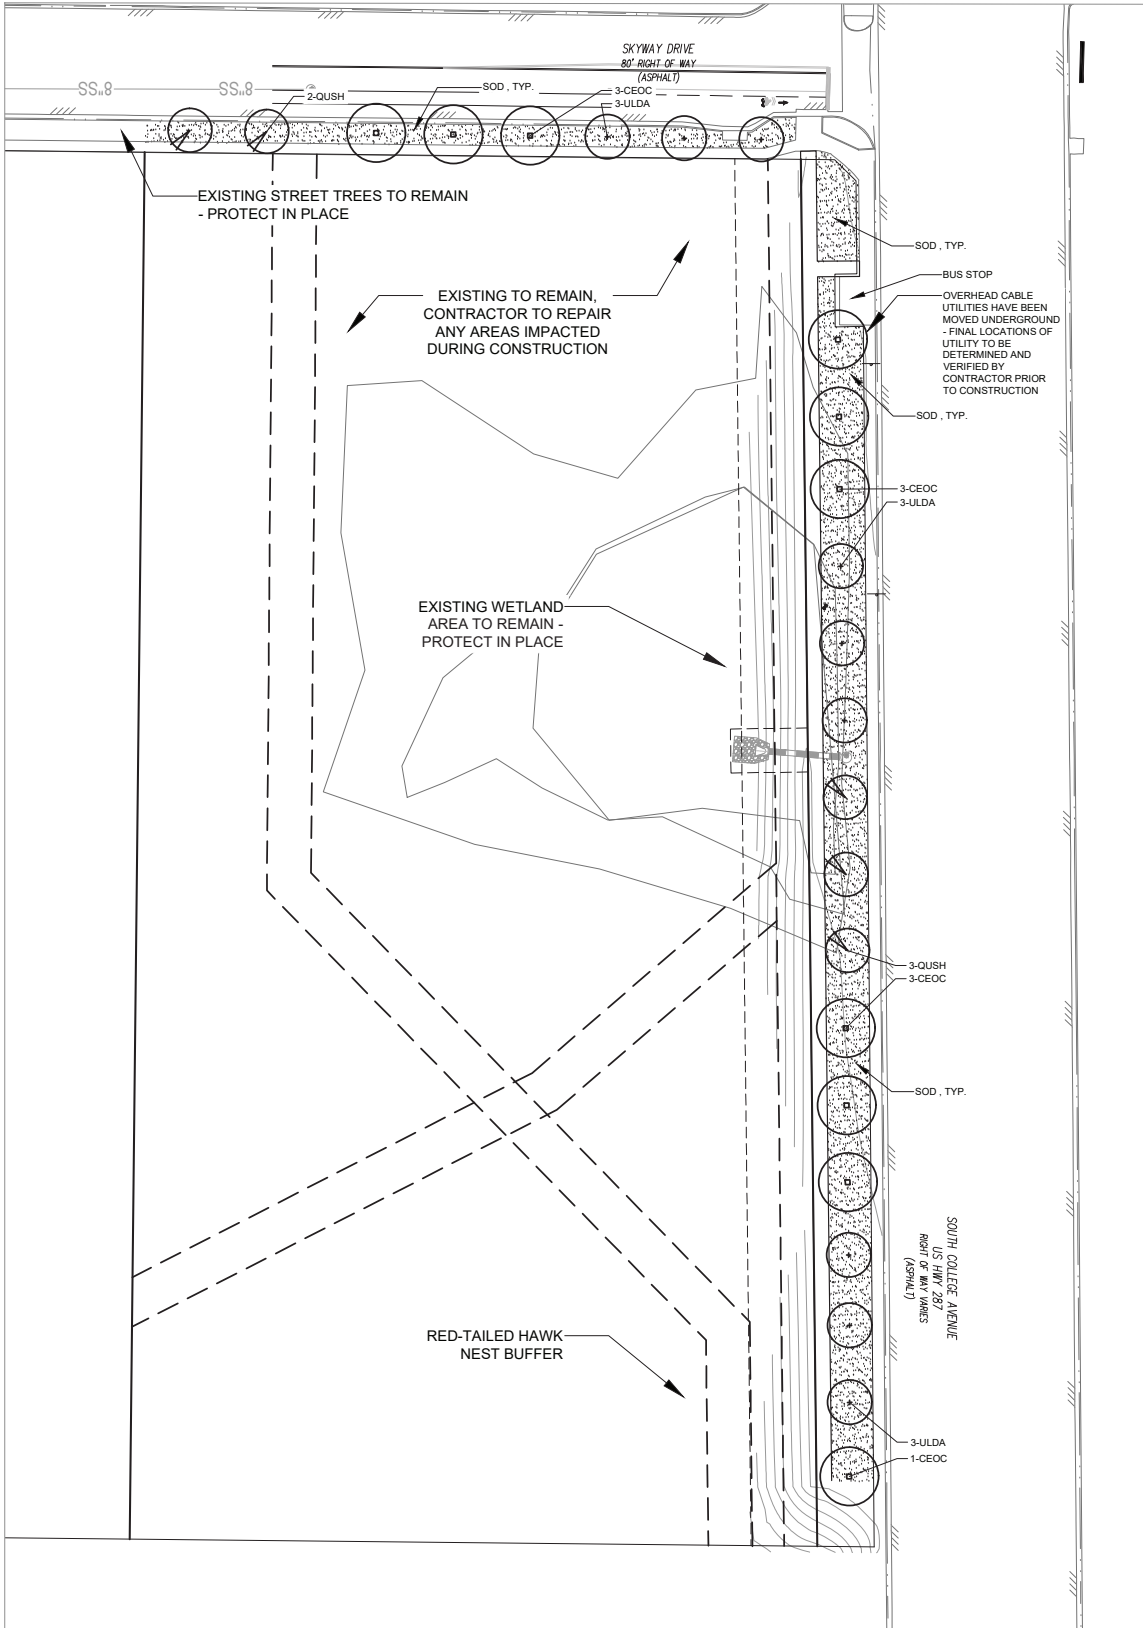 SKYWAY DRIVE
80' RIGHT OF WAY
(ASPHALT)
SS
8
SS
8
2-QUSH
SOD , TYP.
3-CEOC
3-ULDA
EXISTING STREET TREES TO REMAIN
- PROTECT IN PLACE
SOD , TYP.
BUS STOP
EXISTING TO REMAIN,
CONTRACTOR TO REPAIR
ANY AREAS IMPACTED
DURING CONSTRUCTION
OVERHEAD CABLE
UTILITIES HAVE BEEN
MOVED UNDERGROUND
- FINAL LOCATIONS OF
UTILITY TO BE
DETERMINED AND
VERIFIED BY
CONTRACTOR PRIOR
TO CONSTRUCTION
SOD , TYP.
3-CEOC
3-ULDA
EXISTING WETLAND
AREA TO REMAIN -
PROTECT IN PLACE
3-QUSH
3-CEOC
SOD , TYP.
SOUTH COLLEGE AVENUE
US HWY 287
RIGHT OF WAY VARIES
(ASPHALT)
RED-TAILED HAWK
NEST BUFFER
3-ULDA
1-CEOC